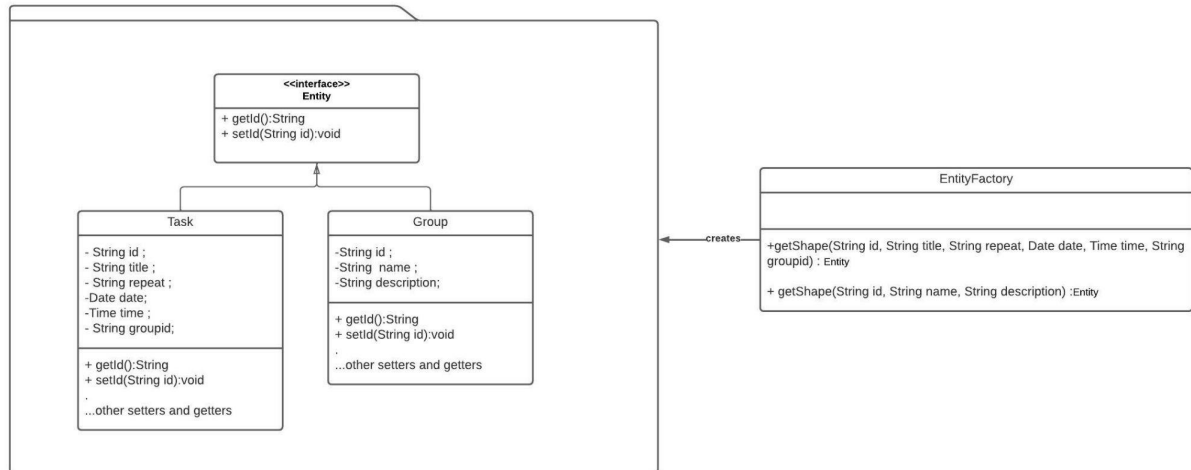 <<interface>>
Entity
+ getId():String
+ setId(String id):void
Task
- String id ;
- String title ;
- String repeat ;
-Date date;
-Time time ;
- String groupid;
+ getId():String
+ setId(String id):void
.
...other setters and getters
Group
-String id ;
-String name ;
-String description;
+ getId():String
+ setId(String id):void
.
...other setters and getters
creates
EntityFactory
+getShape(String id, String title, String repeat, Date date, Time time, String
groupid) : Entity
+ getShape(String id, String name, String description) :Entity